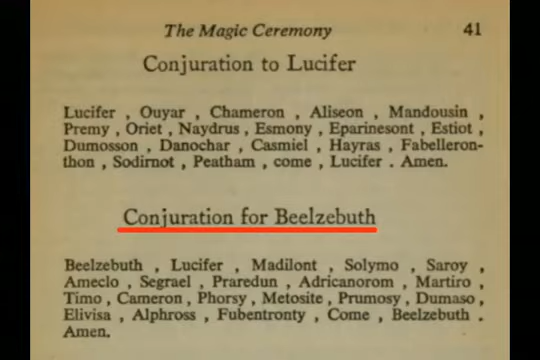 The Magic Ceremony 41
Conjuration to Lucifer
Lucifer , Ouyar , Chameron , Aliseon , Mandousin ,
Premy , Oriet , Naydrus , Esmony , Eparinesont , Estiot ,
Dumosson , Danochar , Casmiel , Hayras , Fabelleron-
thon , Sodirnot , Peatham , come , Lucifer . Amen.
Conjuration for Beelzebuth
Beelzebuth , Lucifer , Madilont , Solymo , Saroy ,
Ameclo , Segrael , Praredun , Adricanorom , Martiro ,
Timo , Cameron , Phorsy , Metosite , Prumosy , Dumaso ,
Elivisa , Alphross , Fubentronty , Come , Beelzebuth .
Amen.